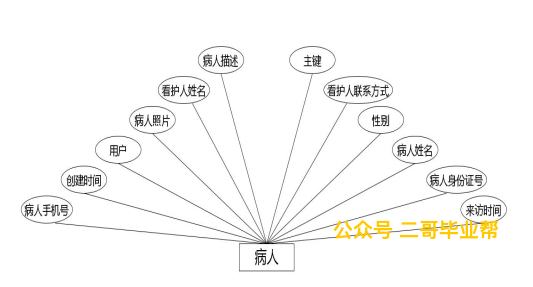 病人描述
主键
看护人姓名
看护人联系方式
病人照片
性别
用户
病人姓名
创建时间
病人身份证号
病人手机号
来访时间
公众号 二哥毕业帮
病人